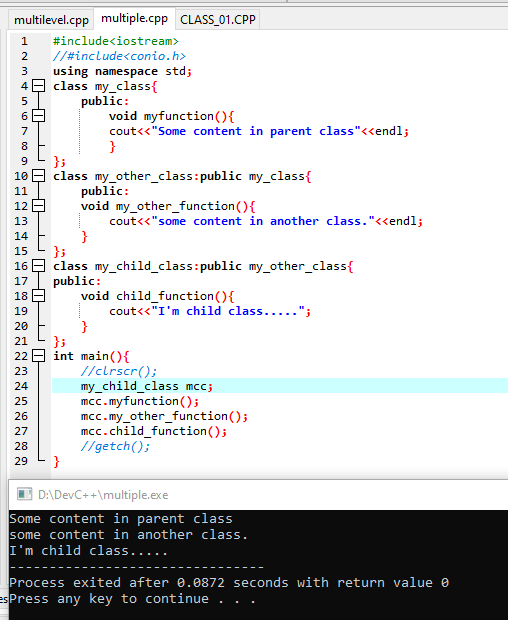 multilevel.cpp multiple.cpp CLASS_01.CPP
1 #include<iostream>
2 //#include<conio.h>
3 using namespace std;
4 class my_class{
5 public:
6 void myfunction(){
7 cout<<"Some content in parent class"<<endl;
8 }
9 };
10 class my_other_class:public my_class{
11 public:
12 void my_other_function(){
13 cout<<"some content in another class."<<endl;
14 }
15 };
16 class my_child_class:public my_other_class{
17 public:
18 void child_function(){
19 cout<<"I'm child class.....";
20 }
21 };
22 int main(){
23 //clrscr();
24 my_child_class mcc;
25 mcc.myfunction();
26 mcc.my_other_function();
27 mcc.child_function();
28 //getch();
29 }
D:\DevC++\multiple.exe
Some content in parent class
some content in another class.
I'm child class.....
--------------------------------
Process exited after 0.0872 seconds with return value 0
Press any key to continue . . .